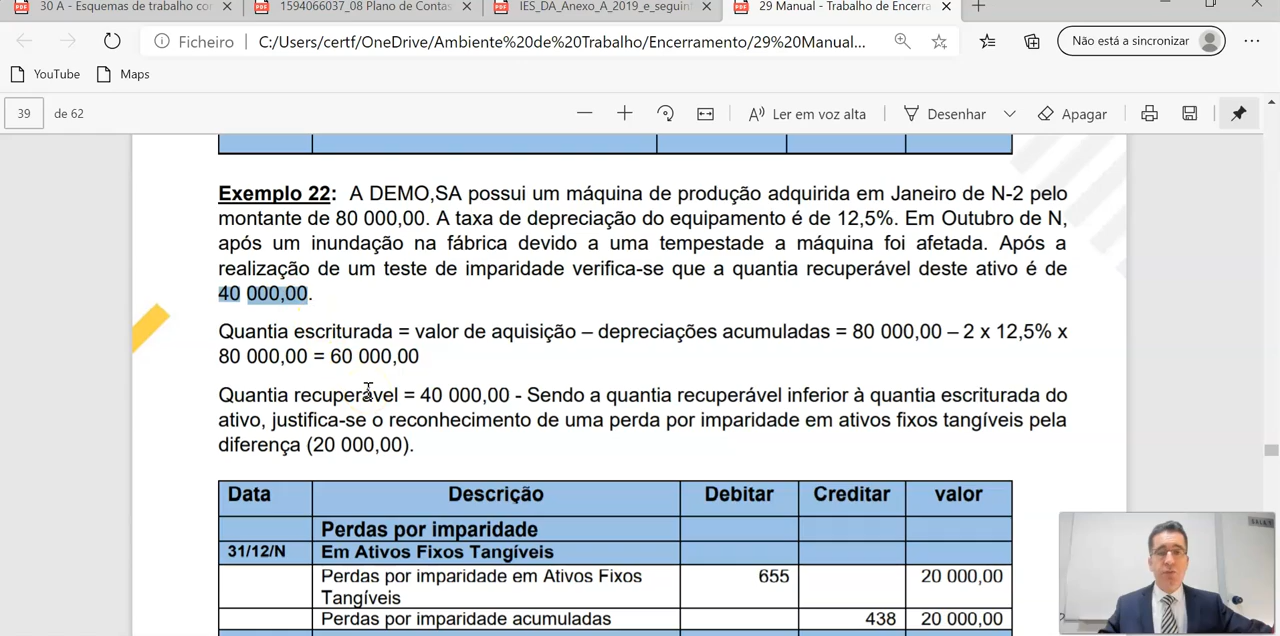 30 A - Esquemas de trabalho co
1594066037_08 Plano de Contas
IES_DA_Anexo_A_2019_e_seguin
29 Manual - Trabalho de Encerra
Ficheiro
C:/Users/certf/OneDrive/Ambiente%20de%20Trabalho/Encerramento/29%20Manual...
Não está a sincronizar
YouTube
Maps
39 de 62
Ler em voz alta
Desenhar
Apagar
Exemplo 22: A DEMO,SA possui um máquina de produção adquirida em Janeiro de N-2 pelo
montante de 80 000,00. A taxa de depreciação do equipamento é de 12,5%. Em Outubro de N,
após um inundação na fábrica devido a uma tempestade a máquina foi afetada. Após a
realização de um teste de imparidade verifica-se que a quantia recuperável deste ativo é de
40 000,00.
Quantia escriturada = valor de aquisição – depreciações acumuladas = 80 000,00 – 2 x 12,5% x
80 000,00 = 60 000,00
Quantia recuperável = 40 000,00 - Sendo a quantia recuperável inferior à quantia escriturada do
ativo, justifica-se o reconhecimento de uma perda por imparidade em ativos fixos tangíveis pela
diferença (20 000,00).
Data Descrição Debitar Creditar valor
Perdas por imparidade
31/12/N Em Ativos Fixos Tangíveis
Perdas por imparidade em Ativos Fixos 655 20 000,00
Tangíveis
Perdas por imparidade acumuladas 438 20 000,00